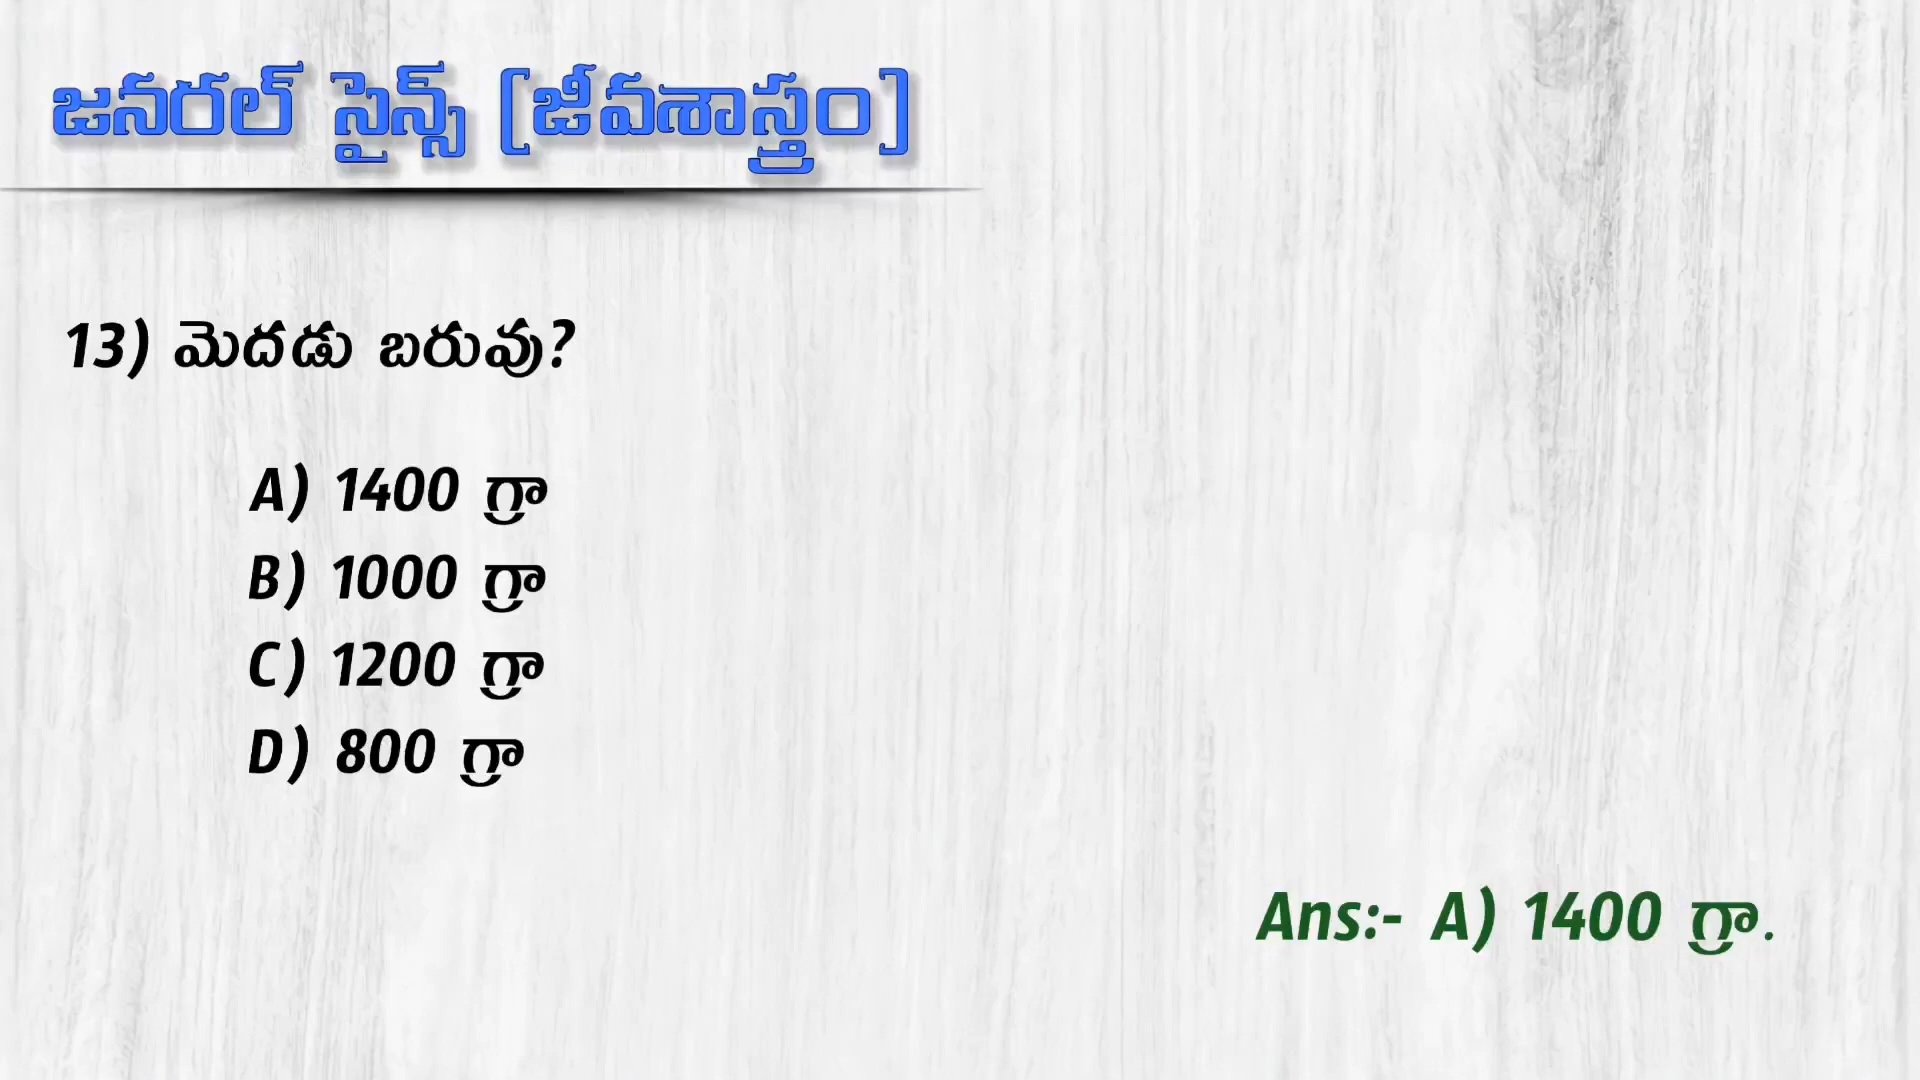 జనరల్ సైన్స్ [జీవశాస్త్రం]
13) మెదడు బరువు?
A) 1400 గ్రా
B) 1000 గ్రా
C) 1200 గ్రా
D) 800 గ్రా
Ans:- A) 1400 గ్రా.